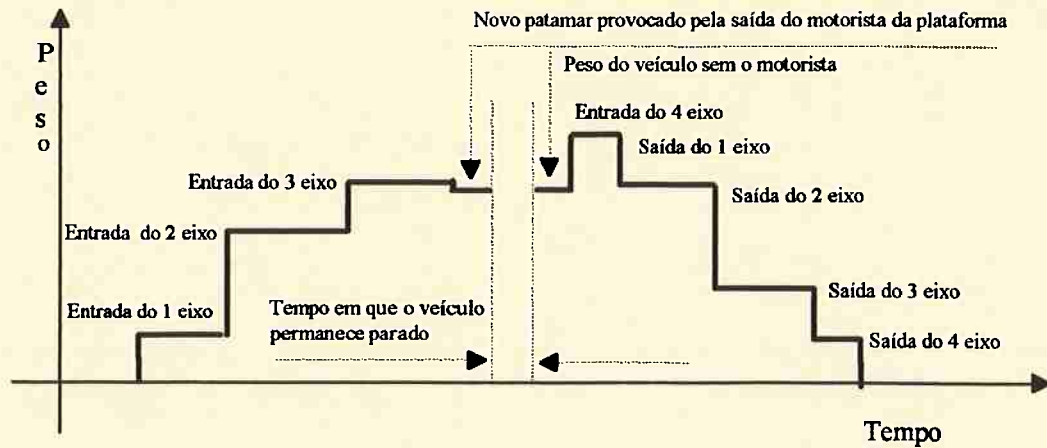 Novo patamar provocado pela saída do motorista da plataforma
Peso
Peso do veículo sem o motorista
Entrada do 4 eixo
Saída do 1 eixo
Entrada do 3 eixo
Saída do 2 eixo
Entrada do 2 eixo
Saída do 3 eixo
Entrada do 1 eixo
Tempo em que o veículo
permanece parado
Saída do 4 eixo
Tempo